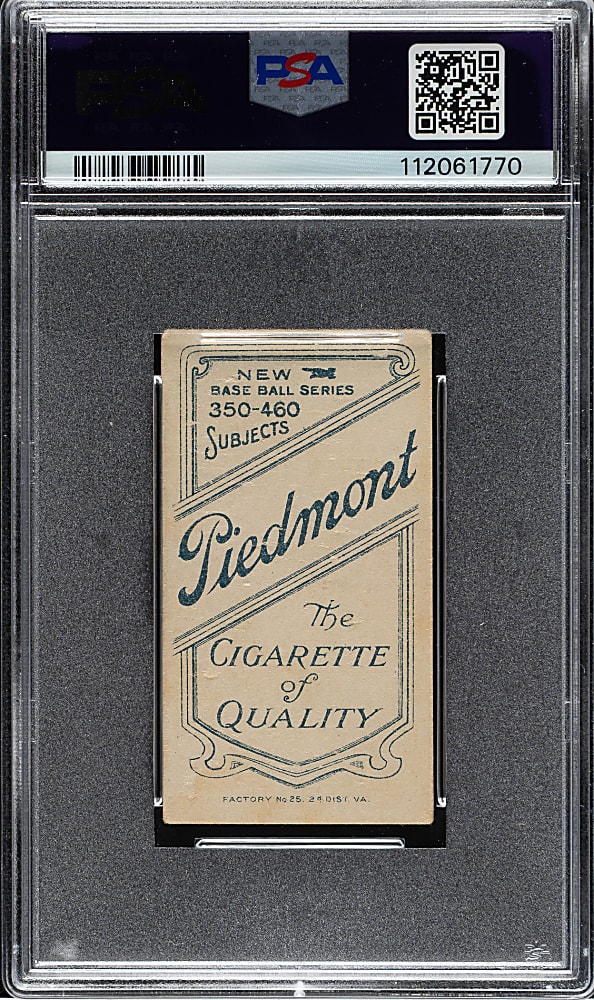 PSA
112061770
NEW
BASE BALL SERIES
350-460
SUBJECTS
Piedmont
The
CIGARETTE
of
QUALITY
FACTORY No 25. 2D DIST. VA.